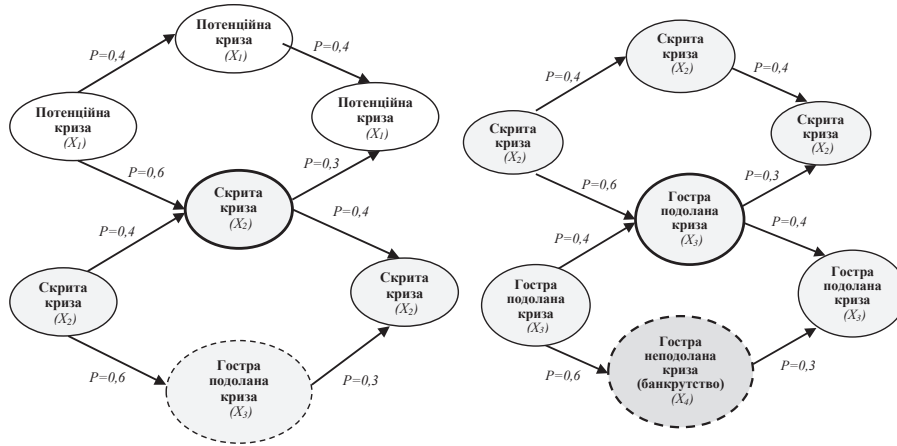 Потенційна
криза
(X₁)
P=0,4
P=0,4
Потенційна
криза
(X₁)
Потенційна
криза
(X₁)
P=0,6
P=0,3
Скрита
криза
(X₂)
P=0,4
P=0,4
Скрита
криза
(X₂)
Скрита
криза
(X₂)
P=0,6
P=0,3
Гостра
подолана
криза
(X₃)
Скрита
криза
(X₂)
P=0,4
P=0,4
Скрита
криза
(X₂)
Скрита
криза
(X₂)
P=0,6
P=0,3
Гостра
подолана
криза
(X₃)
P=0,4
P=0,4
Гостра
подолана
криза
(X₃)
Гостра
подолана
криза
(X₃)
P=0,6
P=0,3
Гостра
неподолана
криза
(банкрутство)
(X₄)